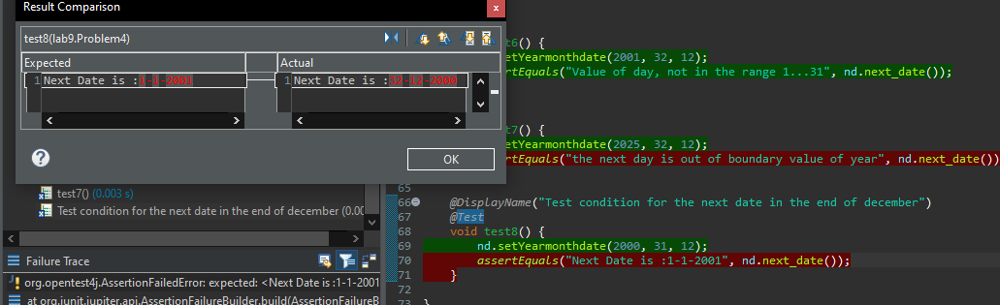 Result Comparison
x
test8(lab9.Problem4)
Expected
Actual
1 Next Date is :1-1-2001
1 Next Date is :32-12-2000
?
OK
t6() {
setYearmonthdate(2001, 32, 12);
ertEquals("Value of day, not in the range 1...31", nd.next_date());
t7() {
setYearmonthdate(2025, 32, 12);
ertEquals("the next day is out of boundary value of year", nd.next_date())
test7() (0.003 s)
Test condition for the next date in the end of december (0.00
Failure Trace
org.opentest4j.AssertionFailedError: expected: <Next Date is :1-1-2001
at org.junit.jupiter.api.AssertionFailureBuilder.build(AssertionFailureB
65
66 @DisplayName("Test condition for the next date in the end of december")
67 @Test
68 void test8() {
69 nd.setYearmonthdate(2000, 31, 12);
70 assertEquals("Next Date is :1-1-2001", nd.next_date());
71 }
72
73 }